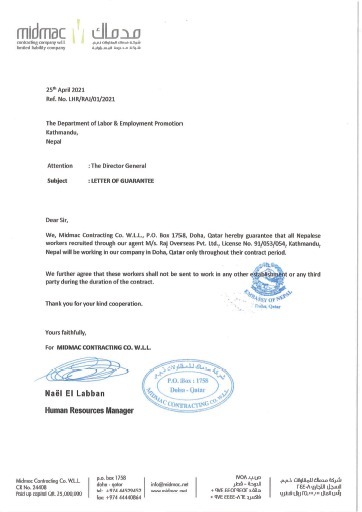 midmac مدماك
contracting company w.l.l
limited liability company
25th April 2021
Ref. No. LHR/RAJ/01/2021
The Department of Labor & Employment Promotion
Kathmandu,
Nepal
Attention : The Director General
Subject : LETTER OF GUARANTEE
Dear Sir,
We, Midmac Contracting Co. W.L.L., P.O. Box 1758, Doha, Qatar hereby guarantee that all Nepalese
workers recruited through our agent M/s. Raj Overseas Pvt. Ltd., License No. 91/053/054, Kathmandu,
Nepal will be working in our company in Doha, Qatar only throughout their contract period.
We further agree that these workers shall not be sent to work in any other establishment or any third
party during the duration of the contract.
EMBASSY OF NEPAL
Doha, Qatar
Thank you for your kind cooperation.
Yours faithfully,
For MIDMAC CONTRACTING CO. W.L.L.
P.O. Box : 1758
Doha - Qatar
MIDMAC CONTRACTING CO. W.L.L
Naël El Labban
Human Resources Manager
Midmac Contracting Co. W.L.L.
CR No. 24408
Paid up capital QR. 25,000,000
p.o. box 1758
doha - qatar
tel: +974 44529452
fax: +974 44440864
info@midmac.net
www.midmac.net
ص ب ١٧٥٨
الدوحة - قطر